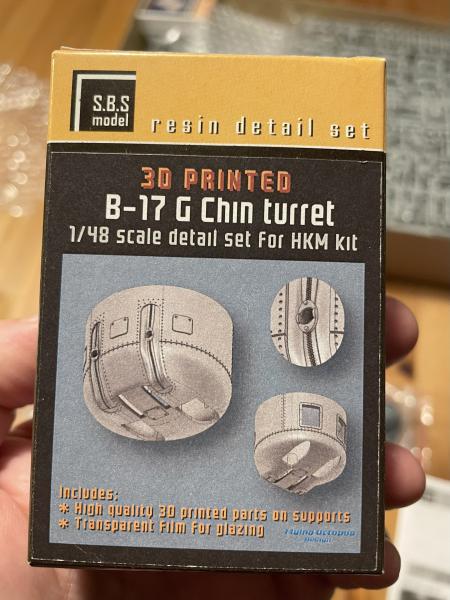 S.B.S
model
resin detail set
3D PRINTED
B-17 G Chin turret
1/48 scale detail set for HKM kit
Includes:
* High quality 3D printed parts on supports
* Transparent film for glazing
Flying Octopus
Design